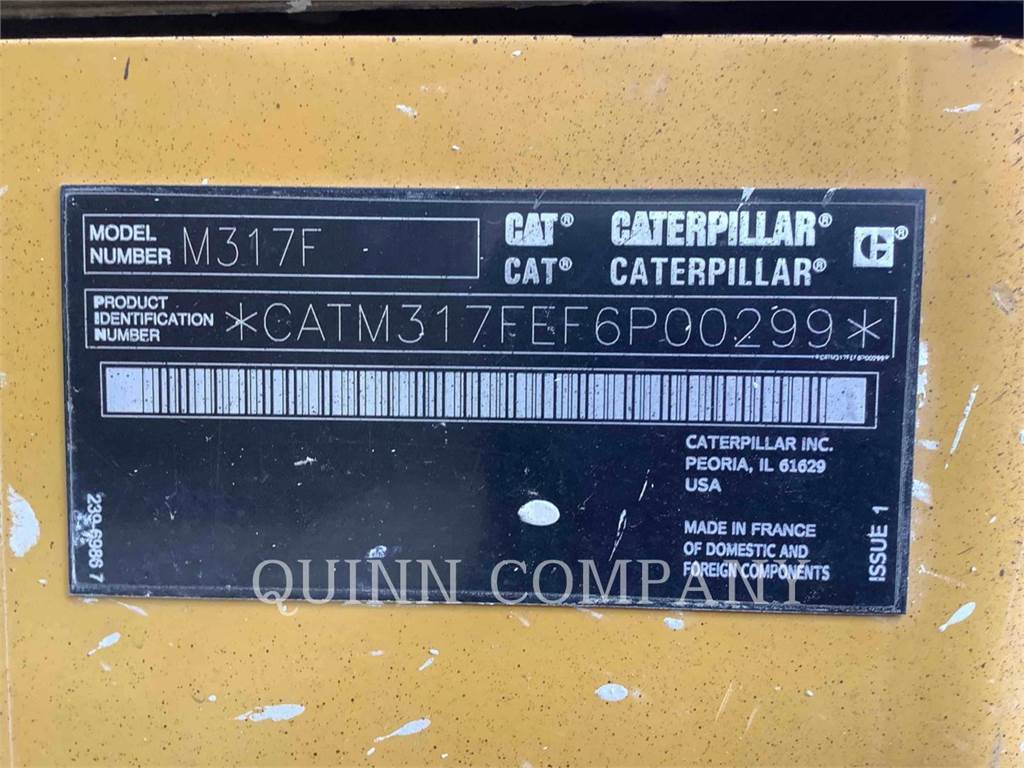 MODEL
NUMBER M317F
CAT® CATERPILLAR®
CAT® CATERPILLAR®
PRODUCT
IDENTIFICATION
NUMBER *CATM317FEF6P00299*
*CATM317FEF6P00299*
CATERPILLAR INC.
PEORIA, IL 61629
USA
MADE IN FRANCE
OF DOMESTIC AND
FOREIGN COMPONENTS
ISSUE 1
QUINN COMPANY